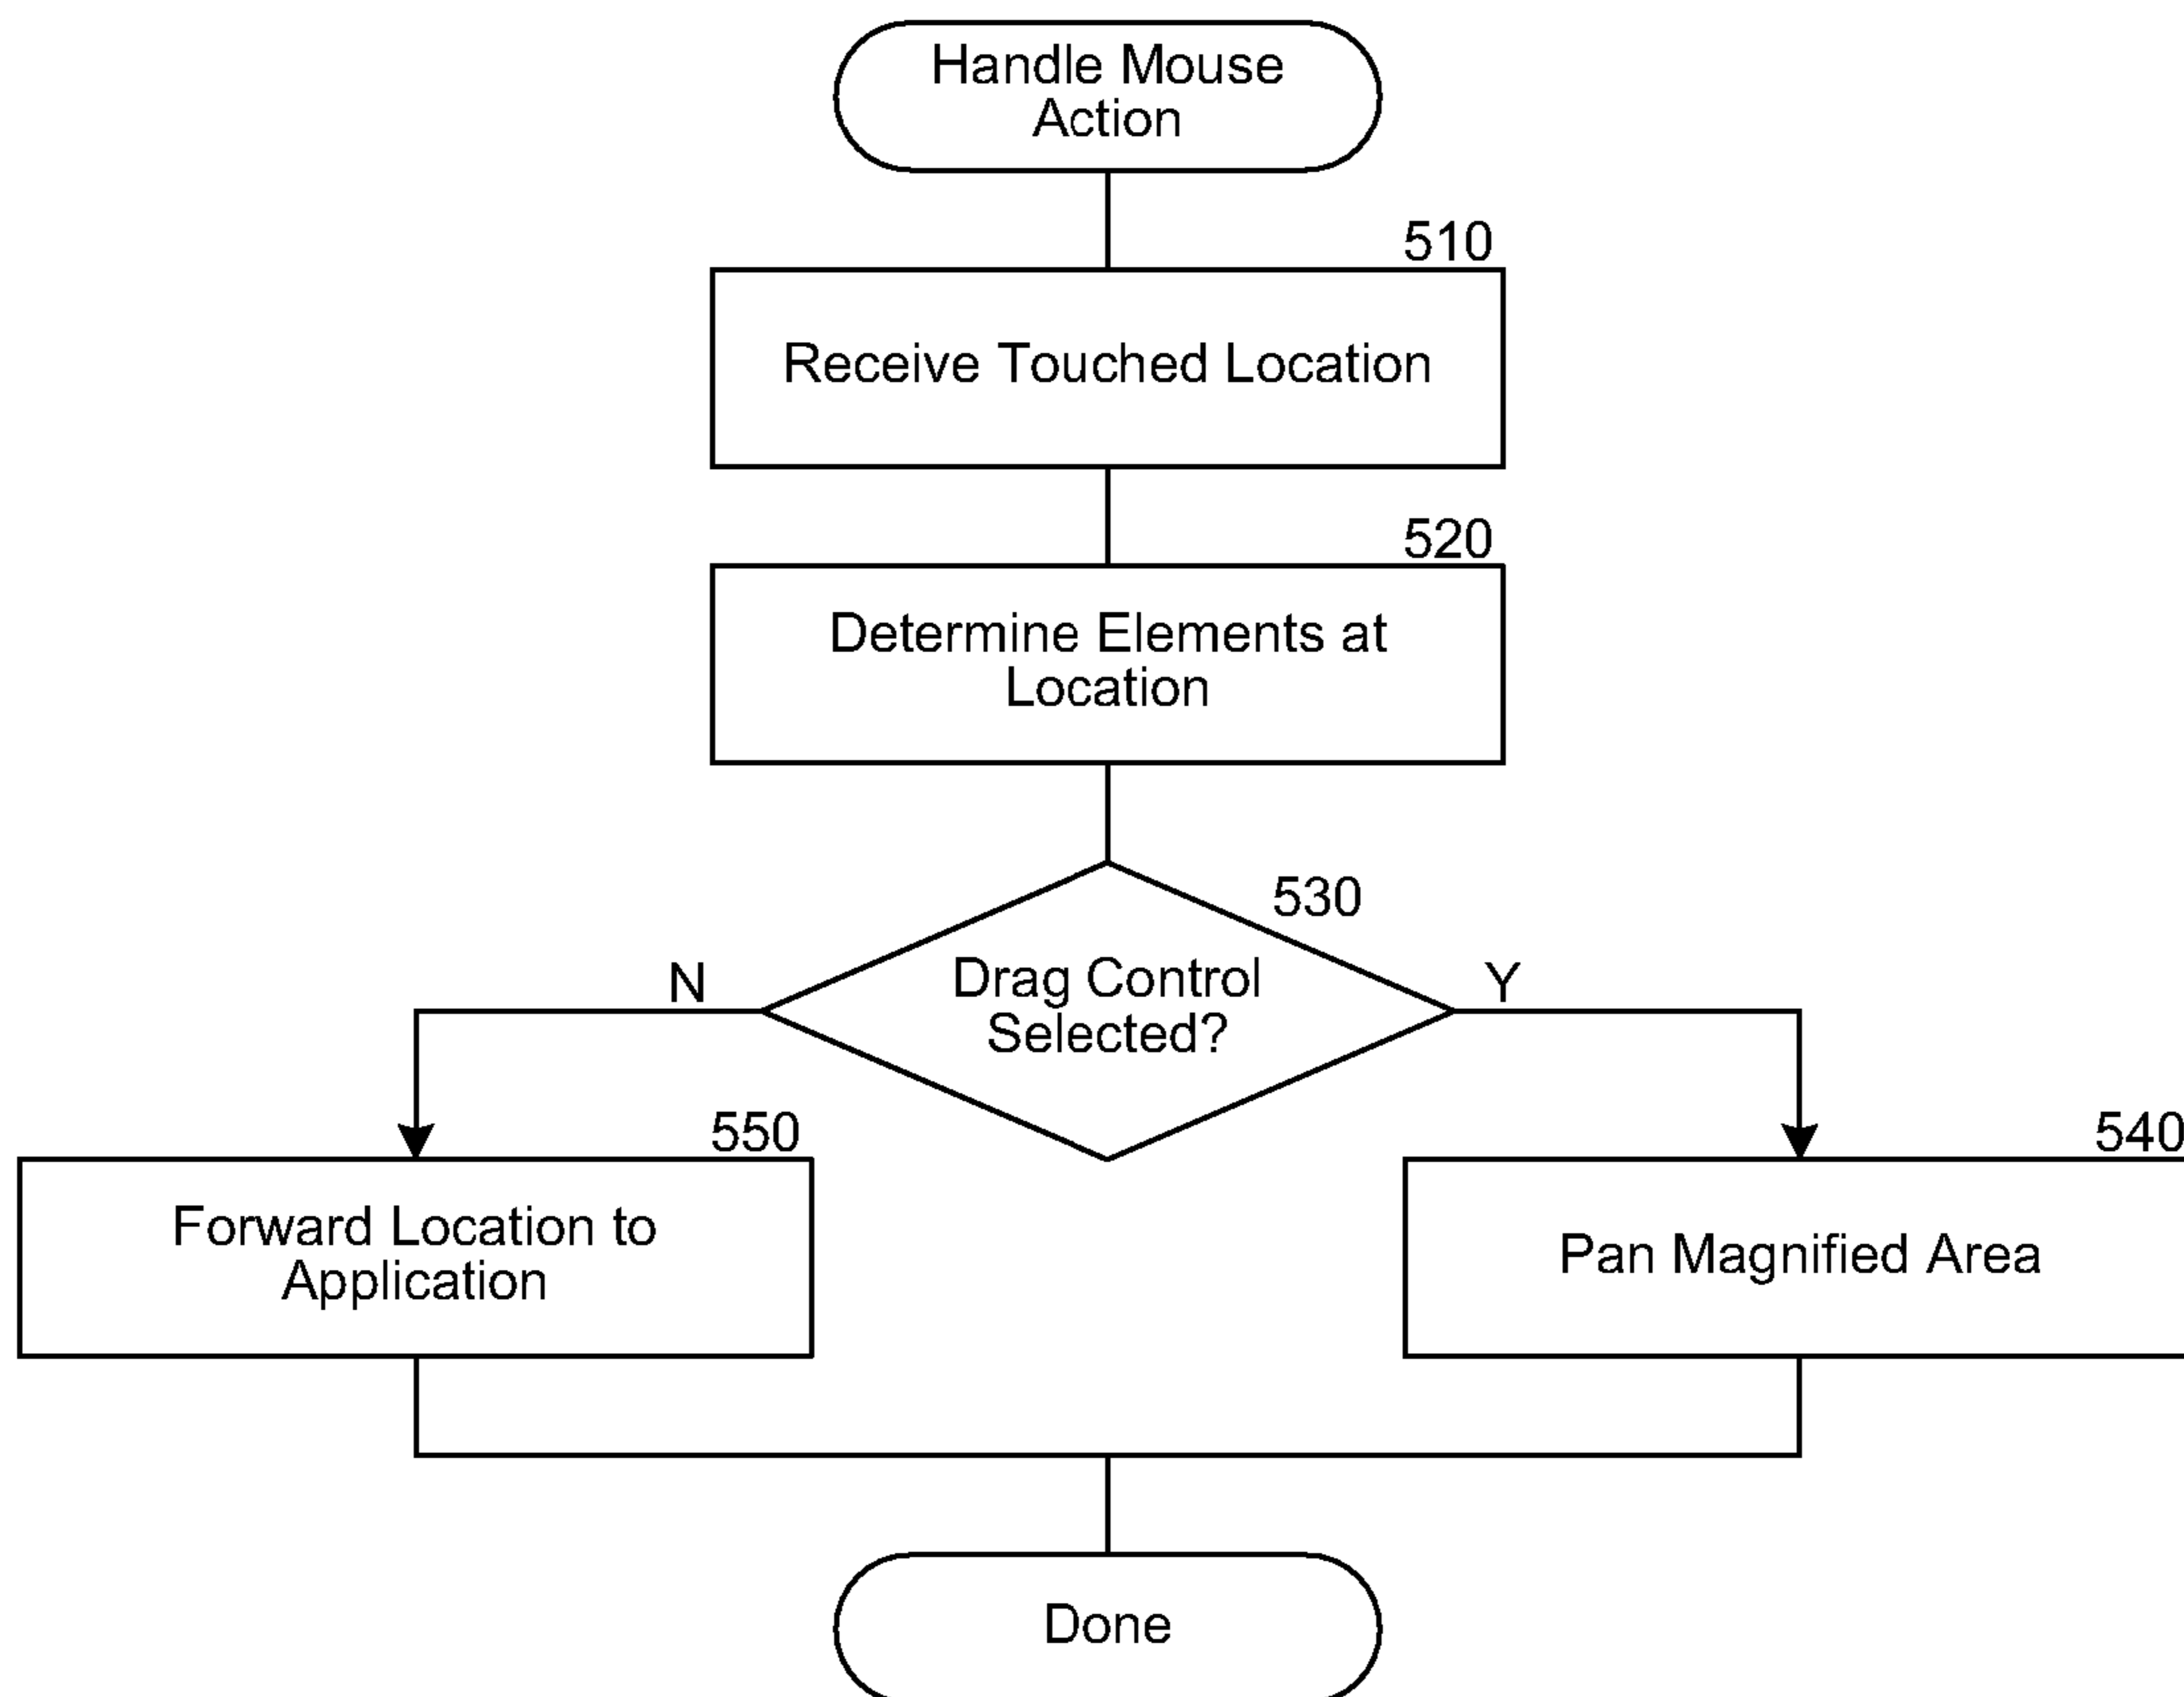 Handle Mouse
Action
510
Receive Touched Location
520
Determine Elements at
Location
530
Drag Control
Selected?
N
Y
550
Forward Location to
Application
540
Pan Magnified Area
Done